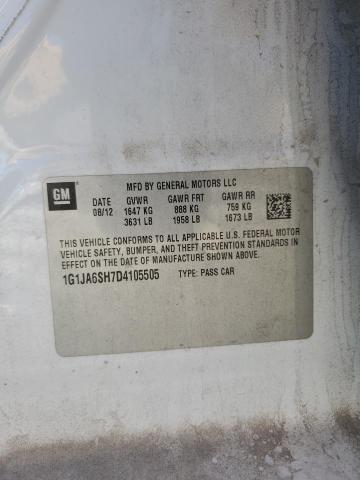 GM
MFD BY GENERAL MOTORS LLC
DATE GVWR GAWR FRT GAWR RR
08/12 1647 KG 888 KG 759 KG
3631 LB 1958 LB 1673 LB
THIS VEHICLE CONFORMS TO ALL APPLICABLE U.S. FEDERAL MOTOR
VEHICLE SAFETY, BUMPER, AND THEFT PREVENTION STANDARDS IN
EFFECT ON THE DATE OF MANUFACTURE SHOWN ABOVE.
1G1JA6SH7D4105505 TYPE: PASS CAR